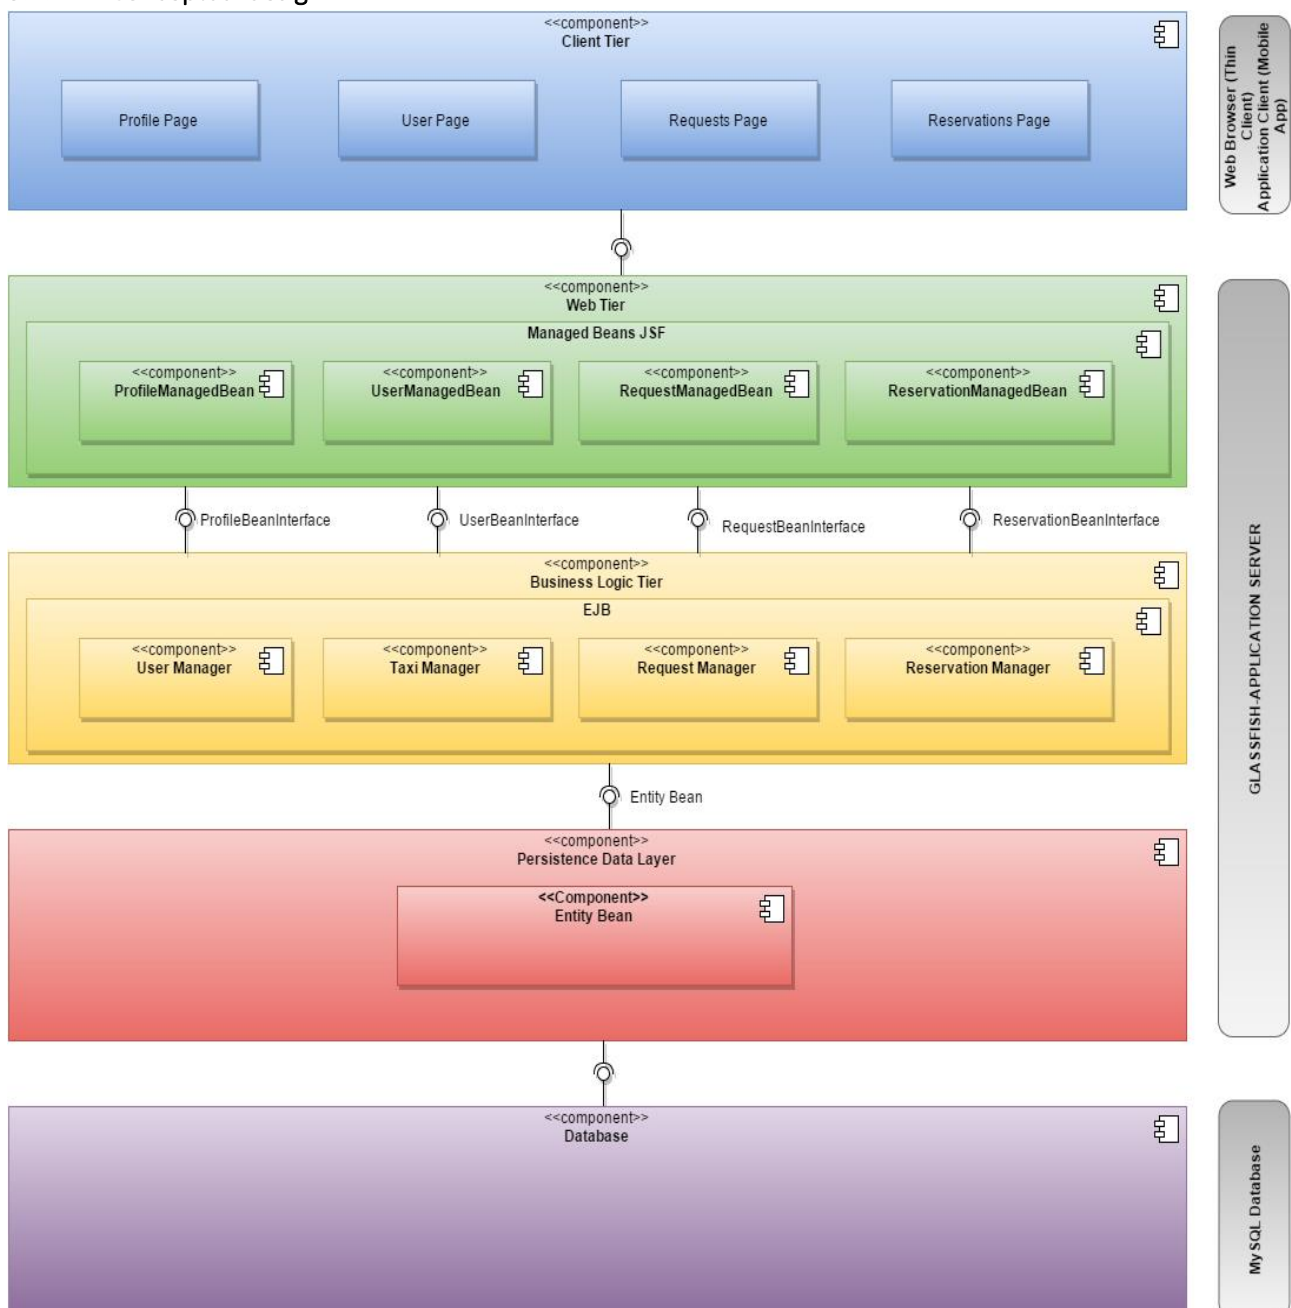 <<component>>
Client Tier
Profile Page
User Page
Requests Page
Reservations Page
Web Browser (Thin
Client)
Application Client (Mobile
App)
<<component>>
Web Tier
Managed Beans JSF
<<component>>
ProfileManagedBean
<<component>>
UserManagedBean
<<component>>
RequestManagedBean
<<component>>
ReservationManagedBean
ProfileBeanInterface
UserBeanInterface
RequestBeanInterface
ReservationBeanInterface
<<component>>
Business Logic Tier
EJB
<<component>>
User Manager
<<component>>
Taxi Manager
<<component>>
Request Manager
<<component>>
Reservation Manager
Entity Bean
<<component>>
Persistence Data Layer
<<Component>>
Entity Bean
GLASSFISH-APPLICATION SERVER
<<component>>
Database
My SQL Database